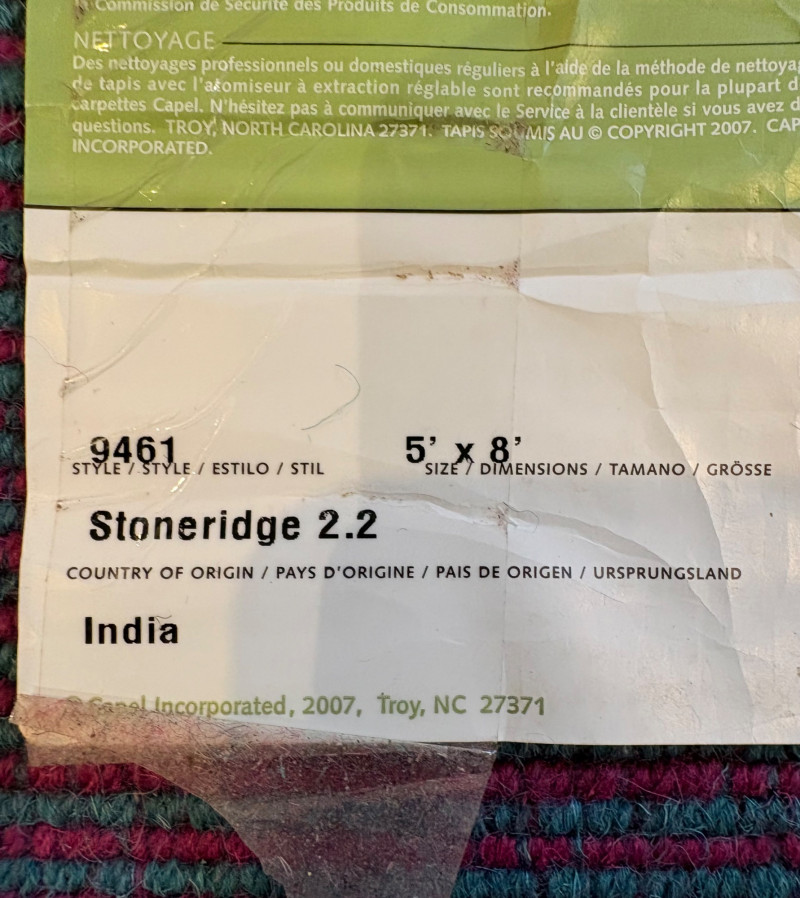 Commission de Sécurité des Produits de Consommation.
NETTOYAGE
Des nettoyages professionnels ou domestiques réguliers à l'aide de la méthode de
de tapis avec l'atomiseur à extraction réglable sont recommandés pour la plupart
carpettes Capel. N'hésitez pas à communiquer avec le Service à la clientèle si vous avez
questions. TROY, NORTH CAROLINA 27371. TAPIS SOUMIS AU © COPYRIGHT 2007.
INCORPORATED.
9461 5' x 8'
STYLE / STYLE / ESTILO / STIL SIZE / DIMENSIONS / TAMANO / GRÖSSE
Stoneridge 2.2
COUNTRY OF ORIGIN / PAYS D'ORIGINE / PAIS DE ORIGEN / URSPRUNGSLAND
India
© Capel Incorporated, 2007, Troy, NC 27371